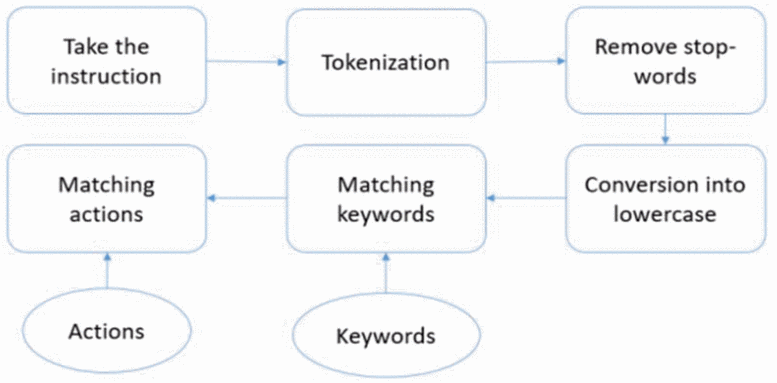 Take the
instruction
Tokenization
Remove stop-
words
Matching
actions
Matching
keywords
Conversion into
lowercase
Actions
Keywords